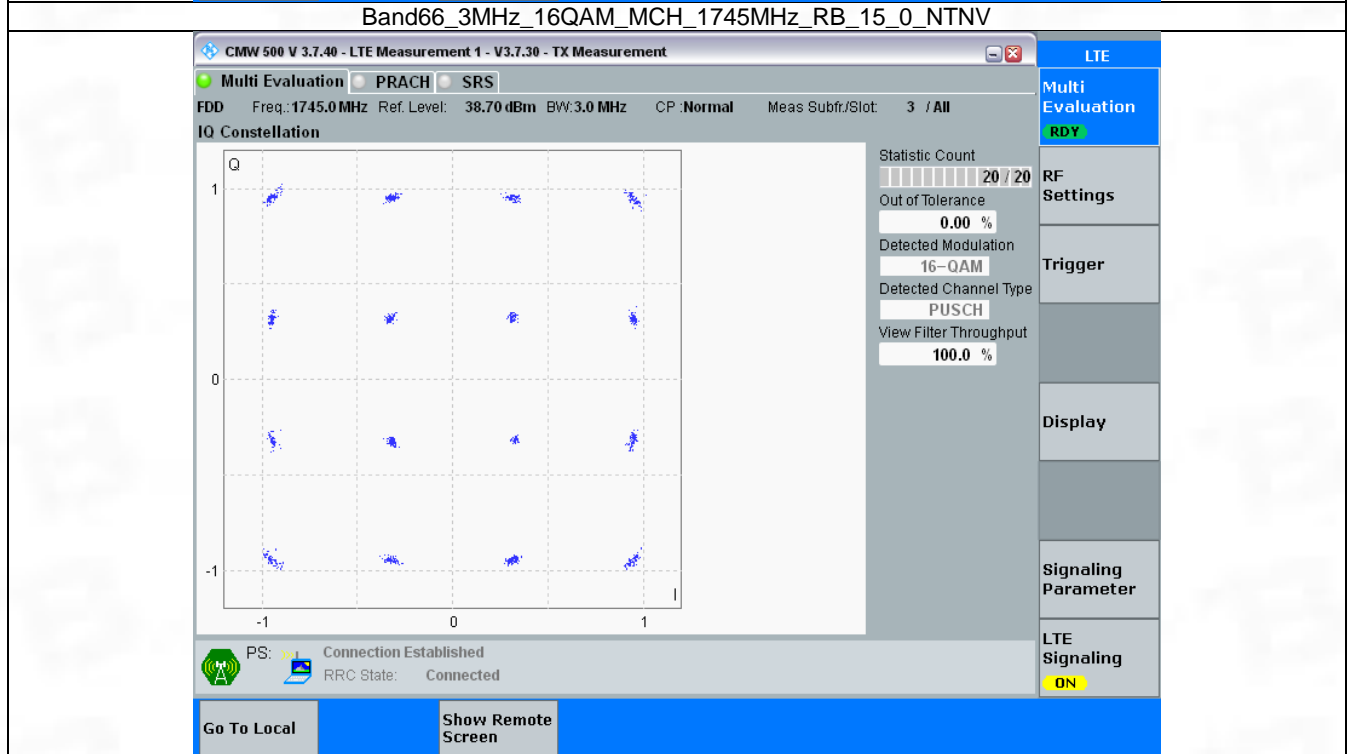 Band66_3MHz_16QAM_MCH_1745MHz_RB_15_0_NTNV
CMW 500 V 3.7.40 - LTE Measurement 1 - V3.7.30 - TX Measurement
Multi Evaluation PRACH SRS
FDD Freq.:1745.0 MHz Ref. Level: 38.70 dBm BW:3.0 MHz CP :Normal Meas Subfr./Slot: 3 / All
IQ Constellation
Q
1
0
-1
I
-1 0 1
Statistic Count
20 / 20
Out of Tolerance
0.00 %
Detected Modulation
16-QAM
Detected Channel Type
PUSCH
View Filter Throughput
100.0 %
PS: Connection Established
RRC State: Connected
LTE
Multi
Evaluation
RDY
RF
Settings
Trigger
Display
Signaling
Parameter
LTE
Signaling
ON
Go To Local
Show Remote
Screen